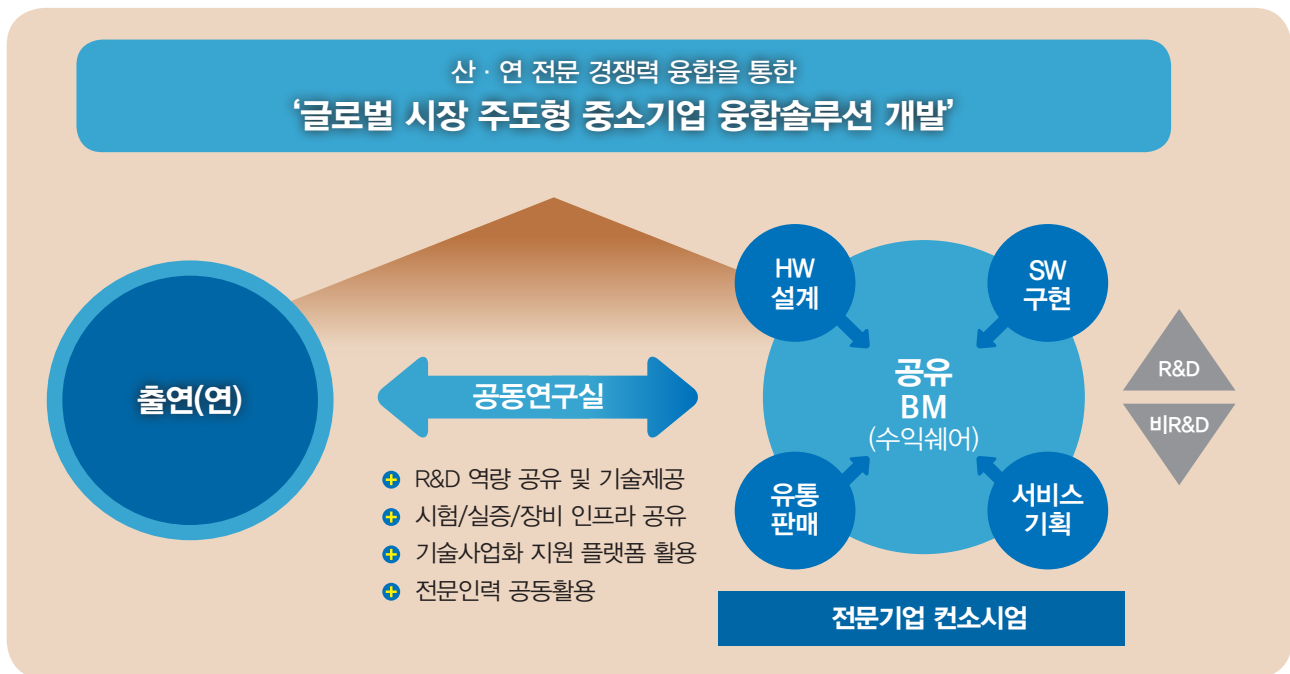 산 · 연 전문 경쟁력 융합을 통한
‘글로벌 시장 주도형 중소기업 융합솔루션 개발’
출연(연)
공동연구실
R&D 역량 공유 및 기술제공
시험/실증/장비 인프라 공유
기술사업화 지원 플랫폼 활용
전문인력 공동활용
HW
설계
SW
구현
공유
BM
(수익쉐어)
유통
판매
서비스
기획
전문기업 컨소시엄
R&D
비R&D